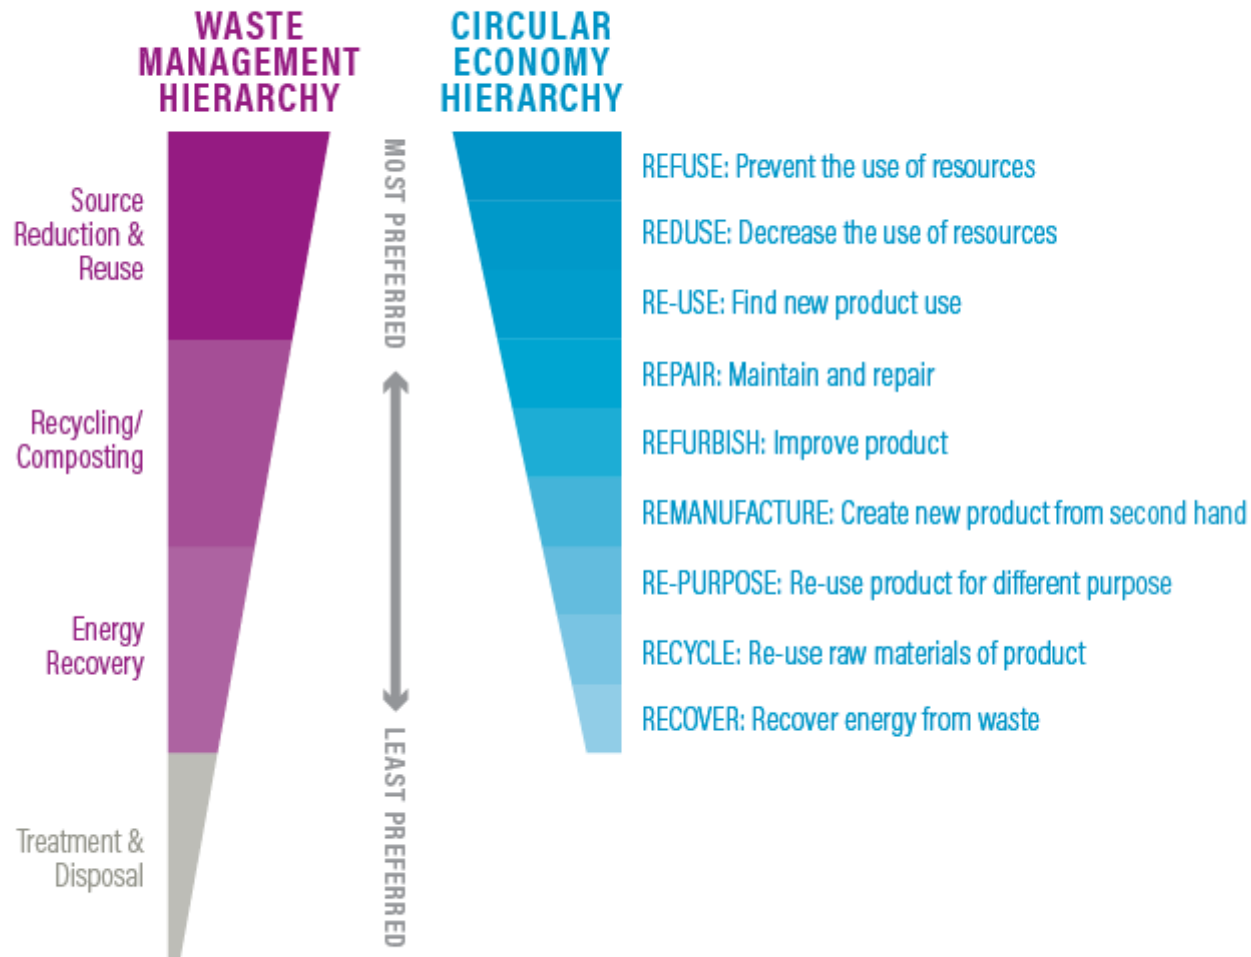 WASTE
MANAGEMENT
HIERARCHY
CIRCULAR
ECONOMY
HIERARCHY
Source
Reduction &
Reuse
Recycling/
Composting
Energy
Recovery
Treatment &
Disposal
MOST PREFERRED
LEAST PREFERRED
REFUSE: Prevent the use of resources
REDUSE: Decrease the use of resources
RE-USE: Find new product use
REPAIR: Maintain and repair
REFURBISH: Improve product
REMANUFACTURE: Create new product from second hand
RE-PURPOSE: Re-use product for different purpose
RECYCLE: Re-use raw materials of product
RECOVER: Recover energy from waste